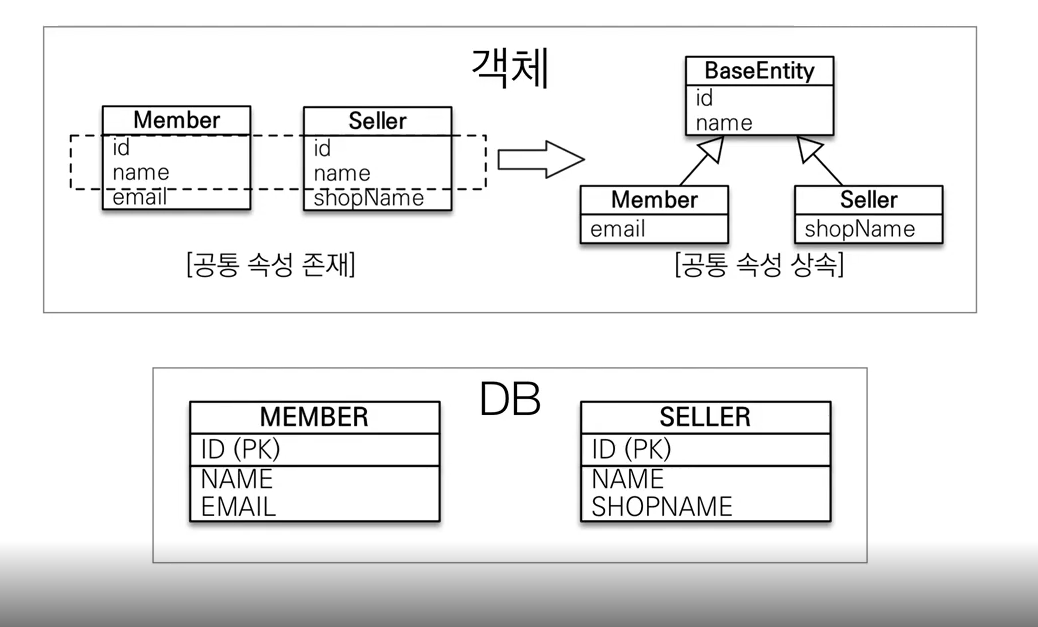 객체
Member
id
name
email
Seller
id
name
shopName
[공통 속성 존재]
BaseEntity
id
name
Member
email
Seller
shopName
[공통 속성 상속]
DB
MEMBER
ID (PK)
NAME
EMAIL
SELLER
ID (PK)
NAME
SHOPNAME